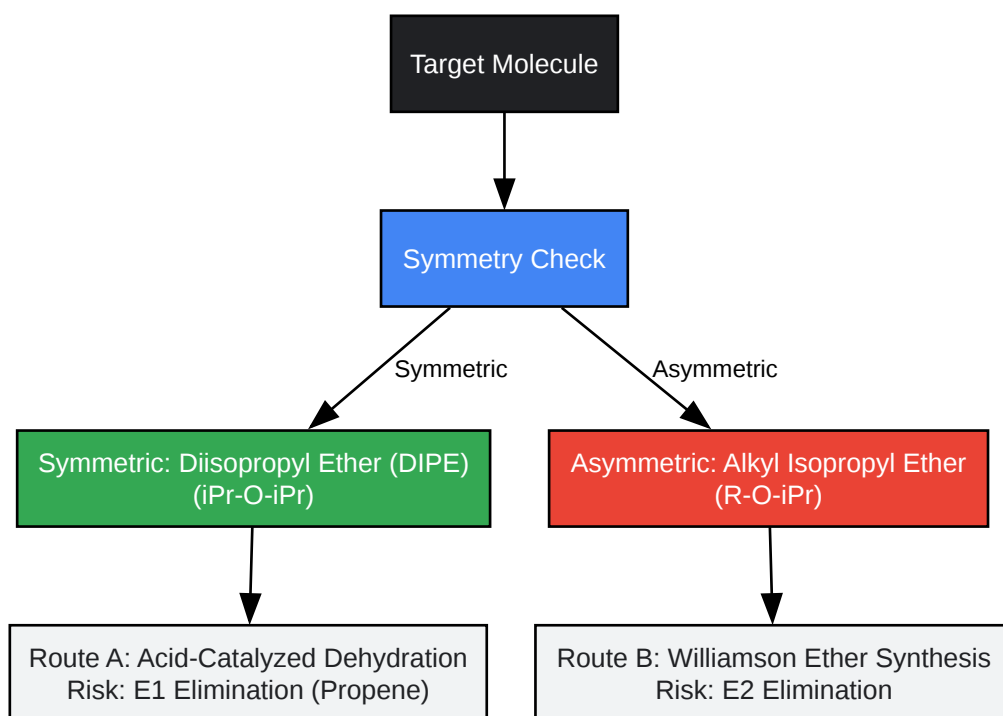 Target Molecule
Symmetry Check
Symmetric
Asymmetric
Symmetric: Diisopropyl Ether (DIPE)
(iPr-O-iPr)
Asymmetric: Alkyl Isopropyl Ether
(R-O-iPr)
Route A: Acid-Catalyzed Dehydration
Risk: E1 Elimination (Propene)
Route B: Williamson Ether Synthesis
Risk: E2 Elimination